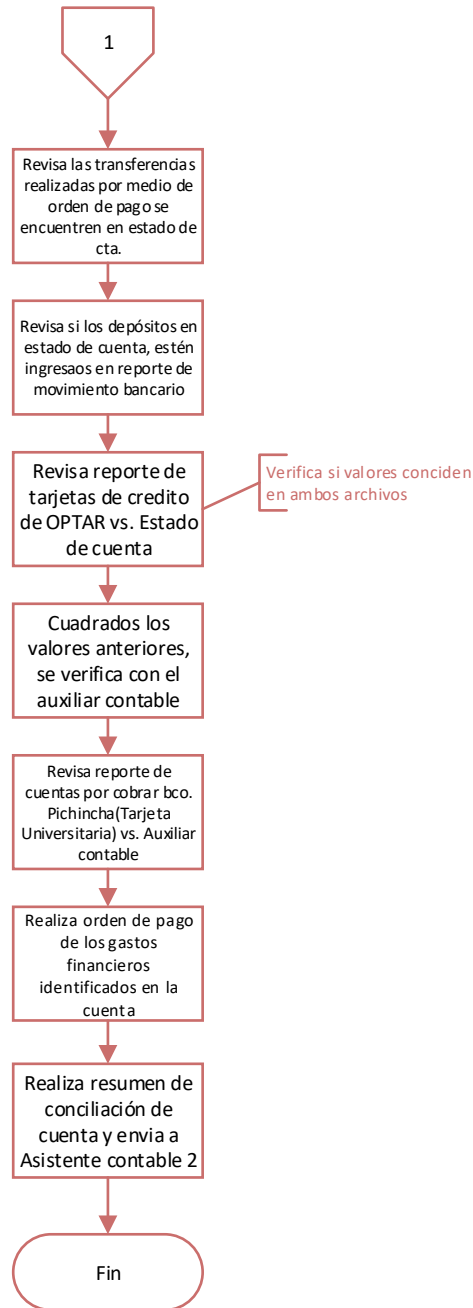 1
Revisa las transferencias
realizadas por medio de
orden de pago se
encuentren en estado de
cta.
Revisa si los depósitos en
estado de cuenta, estén
ingresaos en reporte de
movimiento bancario
Revisa reporte de
tarjetas de credito
de OPTAR vs. Estado
de cuenta
Verifica si valores conciden
en ambos archivos
Cuadrados los
valores anteriores,
se verifica con el
auxiliar contable
Revisa reporte de
cuentas por cobrar bco.
Pichincha(Tarjeta
Universitaria) vs. Auxiliar
contable
Realiza orden de pago
de los gastos
financieros
identificados en la
cuenta
Realiza resumen de
conciliación de
cuenta y envia a
Asistente contable 2
Fin